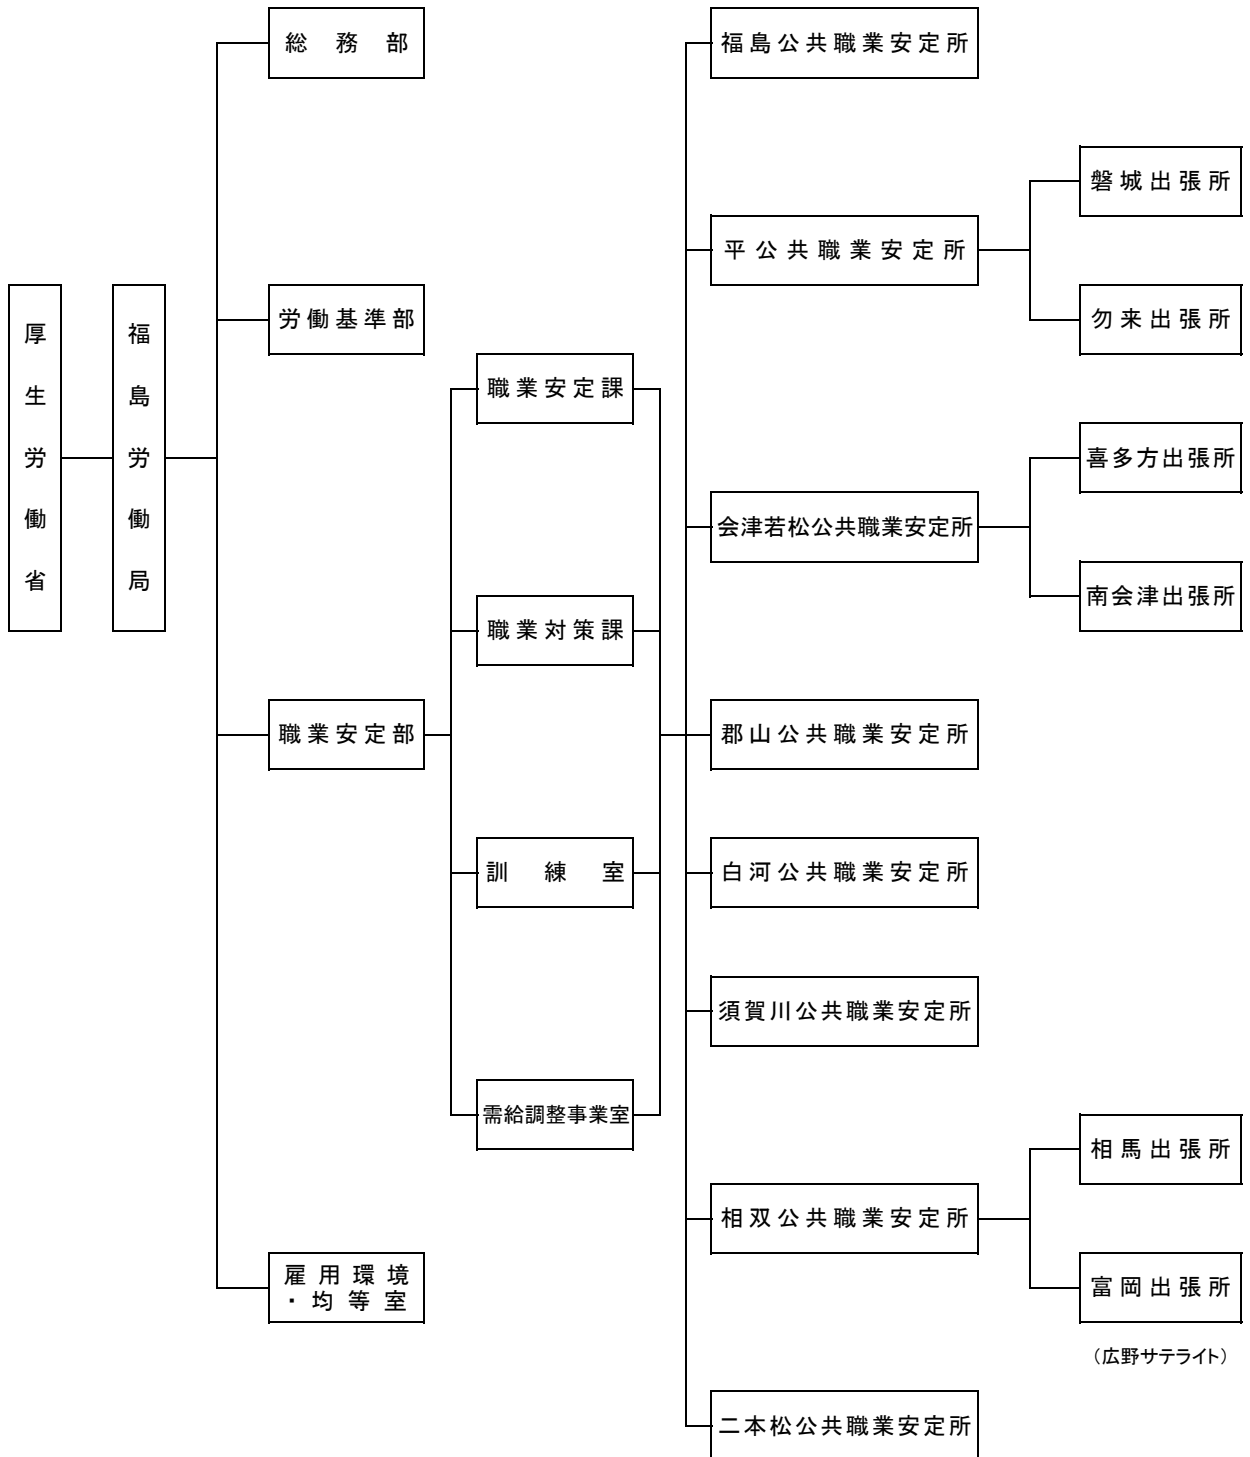 厚生労働省
福島労働局
総務部
労働基準部
職業安定部
雇用環境
・均等室
職業安定課
職業対策課
訓練室
需給調整事業室
福島公共職業安定所
平公共職業安定所
会津若松公共職業安定所
郡山公共職業安定所
白河公共職業安定所
須賀川公共職業安定所
相双公共職業安定所
二本松公共職業安定所
磐城出張所
勿来出張所
喜多方出張所
南会津出張所
相馬出張所
富岡出張所
（広野サテライト）